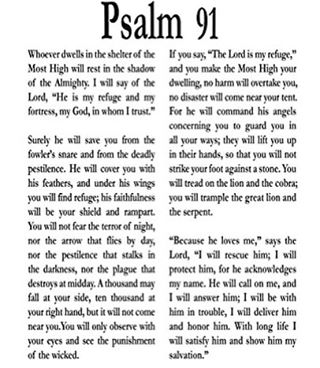 Psalm 91
Whoever dwells in the shelter of the
Most High will rest in the shadow
of the Almighty. I will say of the
Lord, “He is my refuge and my
fortress, my God, in whom I trust.”
Surely he will save you from the
fowler’s snare and from the deadly
pestilence. He will cover you with
his feathers, and under his wings
you will find refuge; his faithfulness
will be your shield and rampart.
You will not fear the terror of night,
nor the arrow that flies by day,
nor the pestilence that stalks in
the darkness, nor the plague that
destroys at midday. A thousand may
fall at your side, ten thousand at
your right hand, but it will not come
near you.You will only observe with
your eyes and see the punishment
of the wicked.
If you say, “The Lord is my refuge,”
and you make the Most High your
dwelling, no harm will overtake you,
no disaster will come near your tent.
For he will command his angels
concerning you to guard you in
all your ways; they will lift you up
in their hands, so that you will not
strike your foot against a stone. You
will tread on the lion and the cobra;
you will trample the great lion and
the serpent.
“Because he loves me,” says the
Lord, “I will rescue him; I will
protect him, for he acknowledges
my name. He will call on me, and
I will answer him; I will be with
him in trouble, I will deliver him
and honor him. With long life I
will satisfy him and show him my
salvation.”